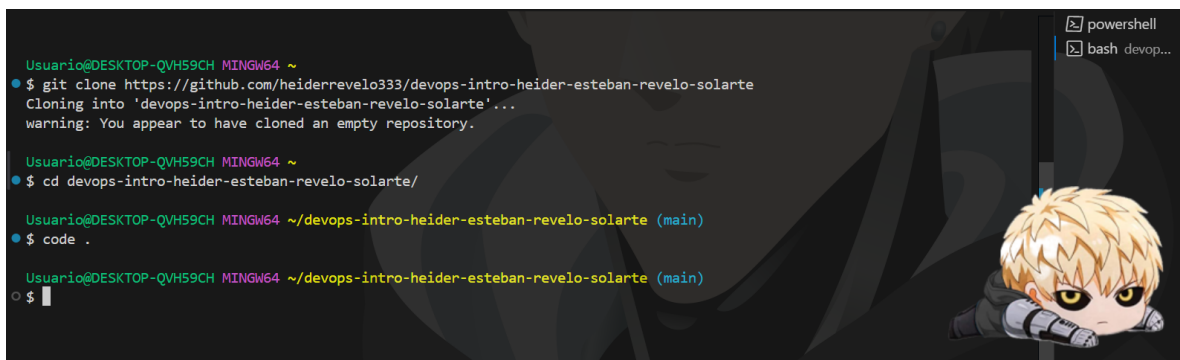 powershell
bash devop...
Usuario@DESKTOP-QVH59CH MINGW64 ~
$ git clone https://github.com/heiderrevelo333/devops-intro-heider-esteban-revelo-solarte
Cloning into 'devops-intro-heider-esteban-revelo-solarte'...
warning: You appear to have cloned an empty repository.
Usuario@DESKTOP-QVH59CH MINGW64 ~
$ cd devops-intro-heider-esteban-revelo-solarte/
Usuario@DESKTOP-QVH59CH MINGW64 ~/devops-intro-heider-esteban-revelo-solarte (main)
$ code .
Usuario@DESKTOP-QVH59CH MINGW64 ~/devops-intro-heider-esteban-revelo-solarte (main)
$